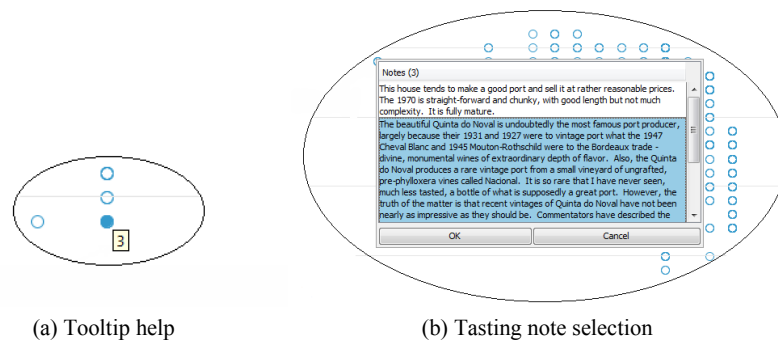 Notes (3)
This house tends to make a good port and sell it at rather reasonable prices.
The 1970 is straight-forward and chunky, with good length but not much
complexity. It is fully mature.
The beautiful Quinta do Noval is undoubtedly the most famous port producer,
largely because their 1931 and 1927 were to vintage port what the 1947
Cheval Blanc and 1945 Mouton-Rothschild were to the Bordeaux trade -
divine, monumental wines of extraordinary depth of flavor. Also, the Quinta
do Noval produces a rare vintage port from a small vineyard of ungrafted,
pre-phylloxera vines called Nacional. It is so rare that I have never seen,
much less tasted, a bottle of what is supposedly a great port. However, the
truth of the matter is that recent vintages of Quinta do Noval have not been
nearly as impressive as they should be. Commentators have described the
OK Cancel
3
(a) Tooltip help (b) Tasting note selection